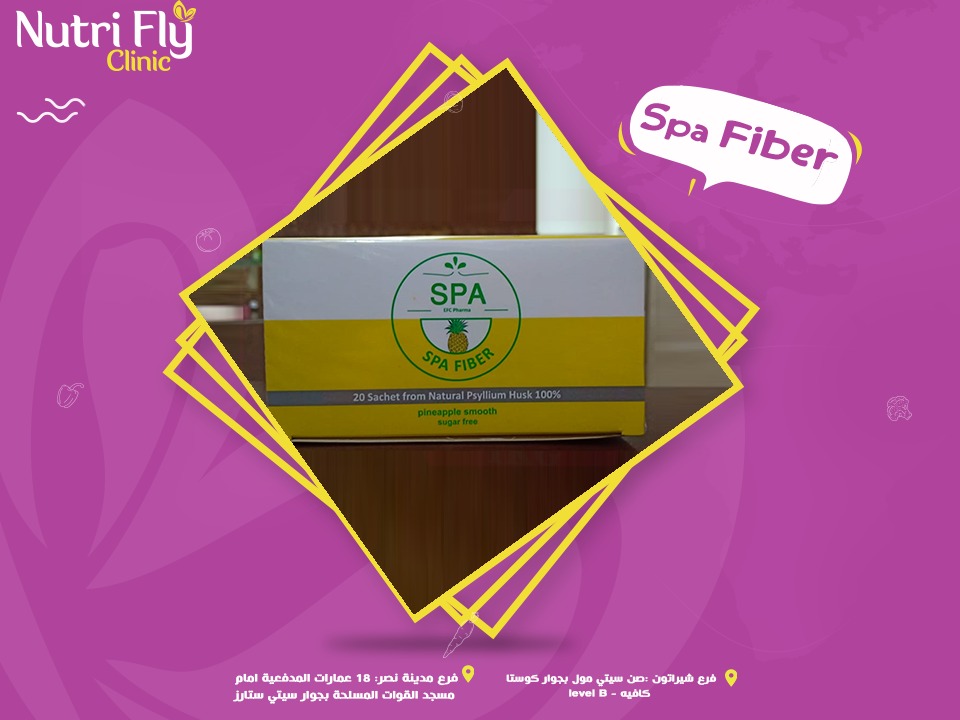 Nutri Fly
Clinic
Spa Fiber
SPA
EFC Pharma
SPA FIBER
20 Sachet from Natural Psyllium Husk 100%
pineapple smooth
sugar free
فرع مدينة نصر: 18 عمارات المدفعية امام
مسجد القوات المسلحة بجوار سيتي ستارز
فرع شيراتون :صن سيتي مول بجوار كوستا
كافيه - level B